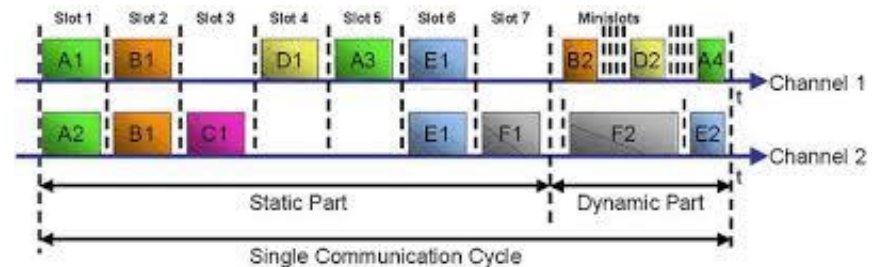 Slot 1 Slot 2 Slot 3 Slot 4 Slot 5 Slot 6 Slot 7 Minislots
A1 B1 D1 A3 E1 B2 D2 A4
t
Channel 1
A2 B1 C1 E1 F1 F2 E2
t
Channel 2
Static Part Dynamic Part
Single Communication Cycle